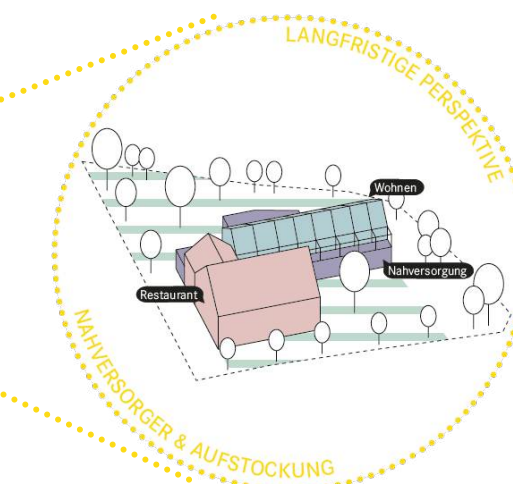 LANGFRISTIGE PERSPEKTIVE
Wohnen
Nahversorgung
Restaurant
NAHVERSORGER & AUFSTOCKUNG